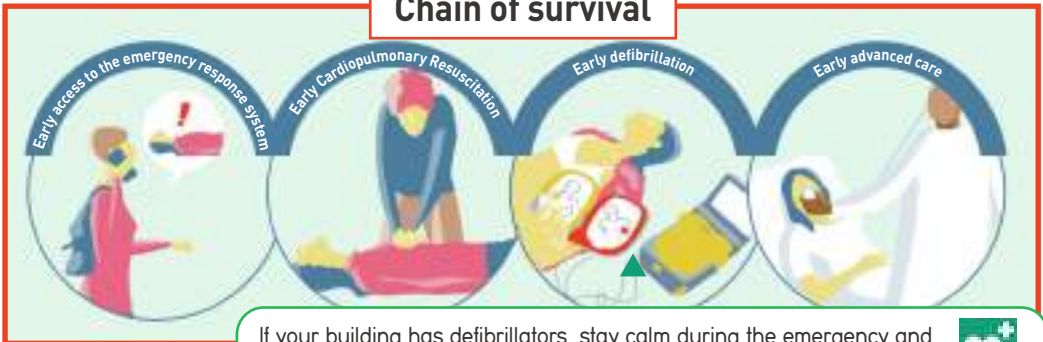 Chain of survival
Early access to the emergency response system
Early Cardiopulmonary Resuscitation
Early defibrillation
Early advanced care
!
If your building has defibrillators, stay calm during the emergency and